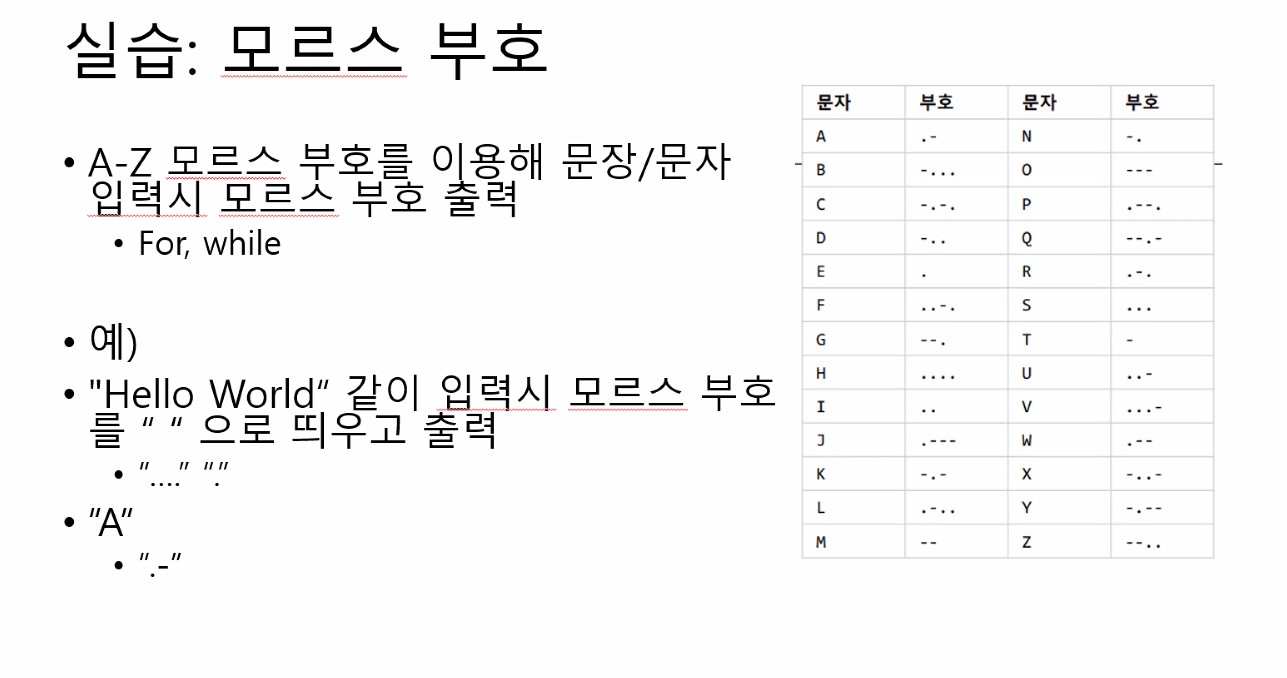 실습: 모르스 부호
• A-Z 모르스 부호를 이용해 문장/문자
입력시 모르스 부호 출력
• For, while
• 예)
• "Hello World“ 같이 입력시 모르스 부호
를 “ “ 으로 띄우고 출력
• ”....” ”.”
• ”A”
• ”.-”
문자 부호 문자 부호
A .- N -.
B -... O ---
C -.-. P .--.
D -.. Q --.-
E . R .-.
F ..-. S ...
G --. T -
H .... U ..-
I .. V ...-
J .--- W .--
K -.- X -..-
L .-.. Y -.--
M -- Z --..